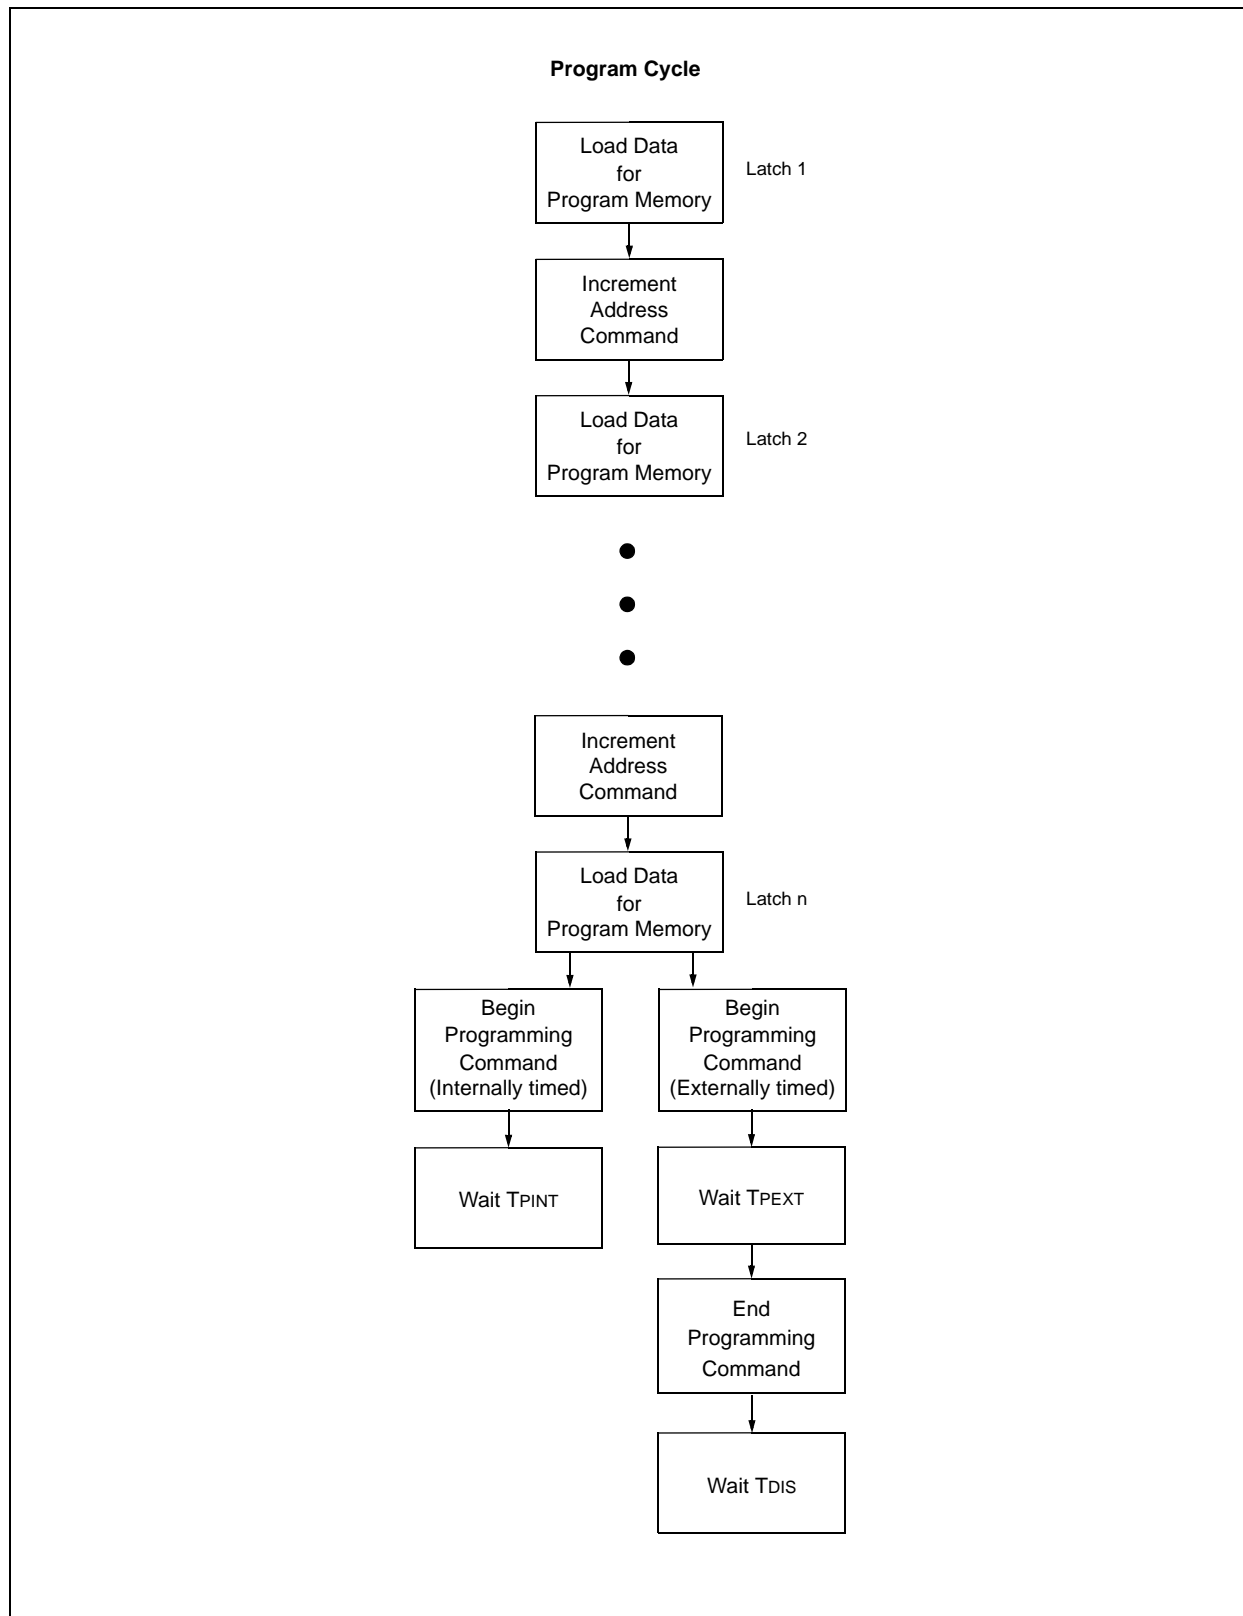 Program Cycle
Load Data
for
Program Memory
Latch 1
Increment
Address
Command
Load Data
for
Program Memory
Latch 2
Increment
Address
Command
Load Data
for
Program Memory
Latch n
Begin
Programming
Command
(Internally timed)
Begin
Programming
Command
(Externally timed)
Wait TPINT
Wait TPEXT
End
Programming
Command
Wait TDIS